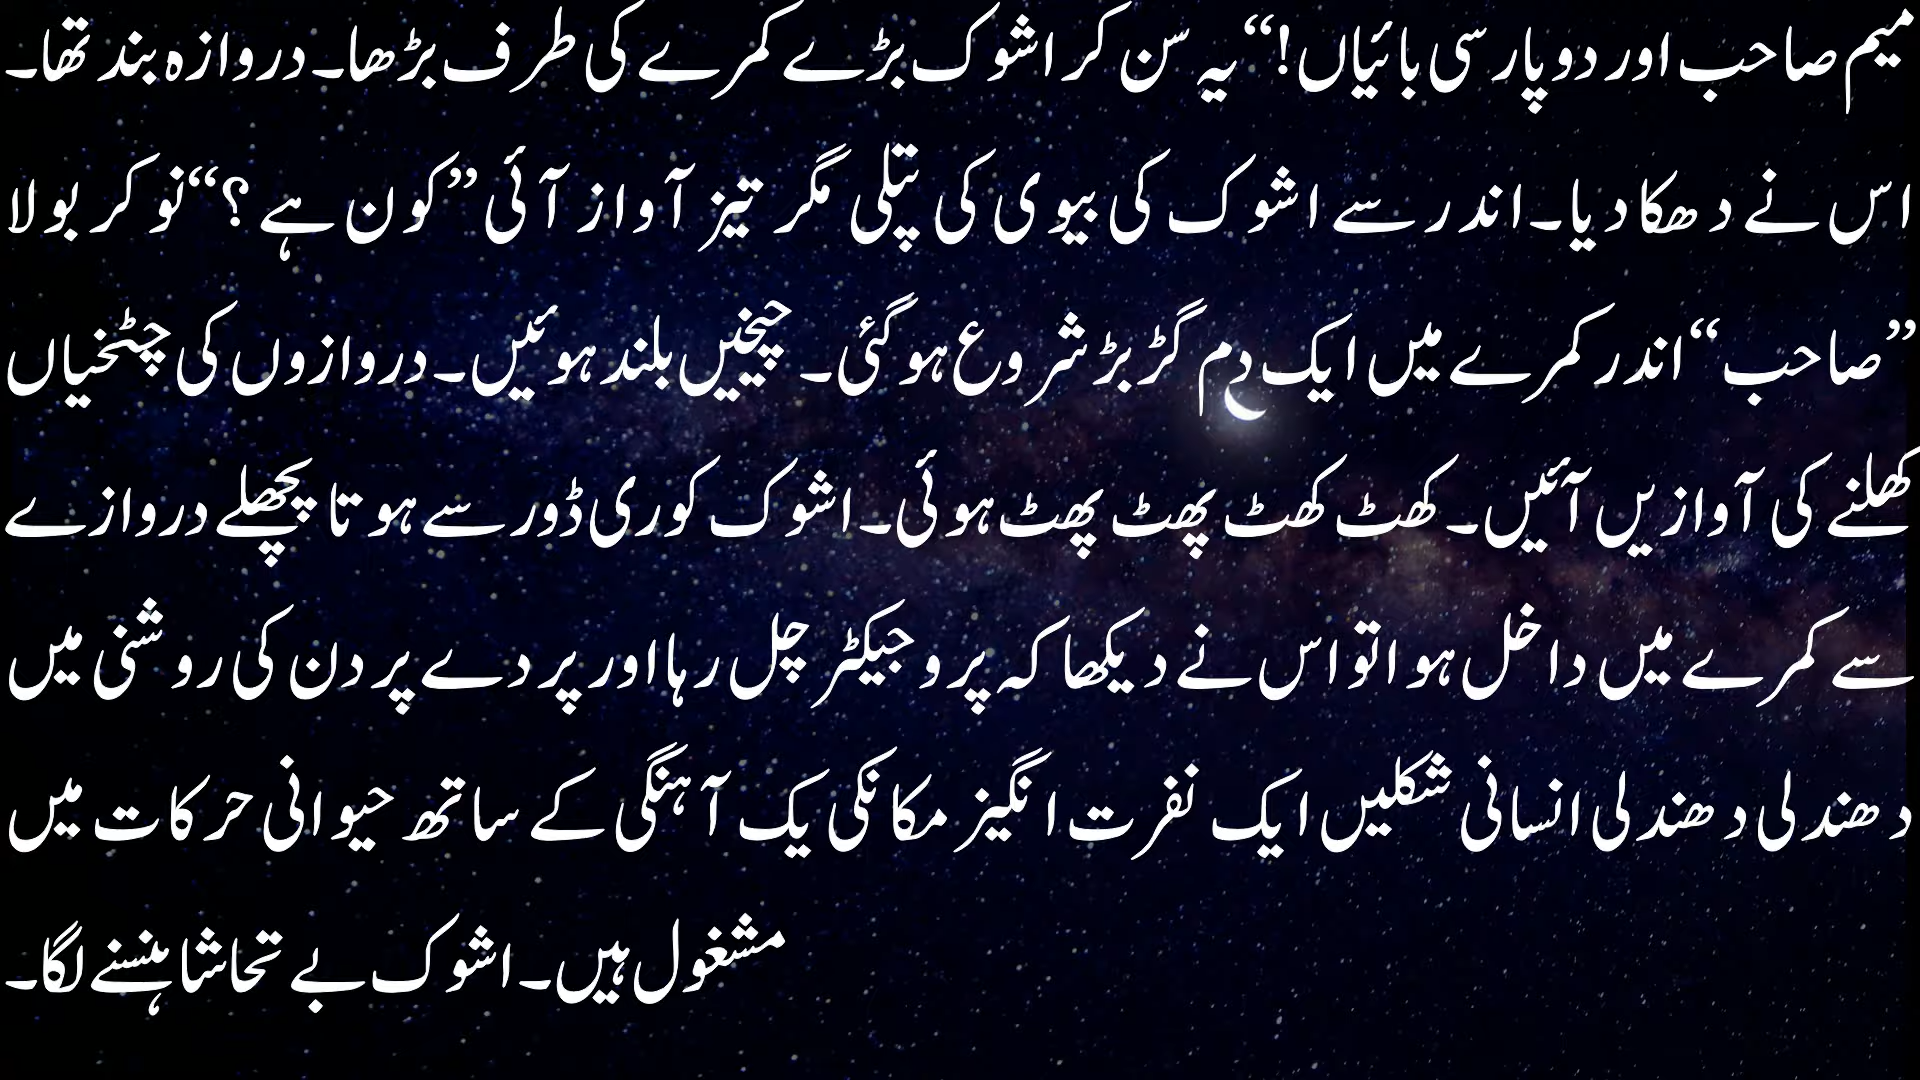 میم صاحب اور دو پارسی بائیاں!“ یہ سن کر اشوک بڑے کمرے کی طرف بڑھا۔ دروازہ بند تھا۔
اس نے دھکا دیا۔ اندر سے اشوک کی بیوی کی پتلی مگر تیز آواز آئی ”کون ہے؟“ نوکر بولا
”صاحب“ اندر کمرے میں ایک دم گڑبڑ شروع ہو گئی۔ چیخیں بلند ہوئیں۔ دروازوں کی چٹخنیاں
کھلنے کی آوازیں آئیں۔ کھٹ کھٹ پھٹ پھٹ ہوئی۔ اشوک کوری ڈور سے ہوتا پچھلے دروازے
سے کمرے میں داخل ہوا تو اس نے دیکھا کہ پروجیکٹر چل رہا اور پردے پر دن کی روشنی میں
دھندلی دھندلی انسانی شکلیں ایک نفرت انگیز مکانکی یک آہنگی کے ساتھ حیوانی حرکات میں
مشغول ہیں۔ اشوک بے تحاشا ہنسنے لگا۔